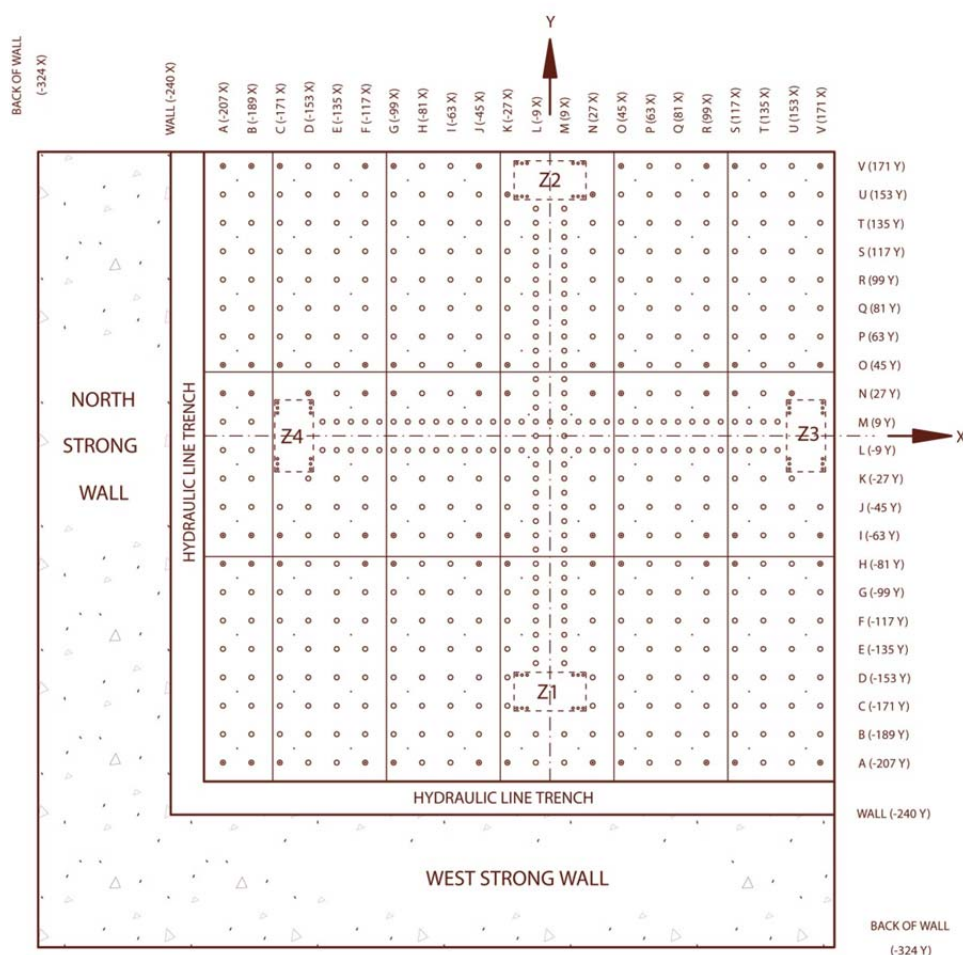 Y
BACK OF WALL
(-324 X)
WALL (-240 X)
A (-207 X)
B (-189 X)
C (-171 X)
D (-153 X)
E (-135 X)
F (-117 X)
G (-99 X)
H (-81 X)
I (-63 X)
J (-45 X)
K (-27 X)
L (-9 X)
M (9 X)
N (27 X)
O (45 X)
P (63 X)
Q (81 X)
R (99 X)
S (117 X)
T (135 X)
U (153 X)
V (171 X)
Z2
V (171 Y)
U (153 Y)
T (135 Y)
S (117 Y)
R (99 Y)
Q (81 Y)
P (63 Y)
O (45 Y)
N (27 Y)
M (9 Y)
L (-9 Y)
K (-27 Y)
J (-45 Y)
I (-63 Y)
H (-81 Y)
G (-99 Y)
F (-117 Y)
E (-135 Y)
D (-153 Y)
C (-171 Y)
B (-189 Y)
A (-207 Y)
NORTH
STRONG
WALL
HYDRAULIC LINE TRENCH
Z4
Z3
X
Z1
HYDRAULIC LINE TRENCH
WALL (-240 Y)
WEST STRONG WALL
BACK OF WALL
(-324 Y)